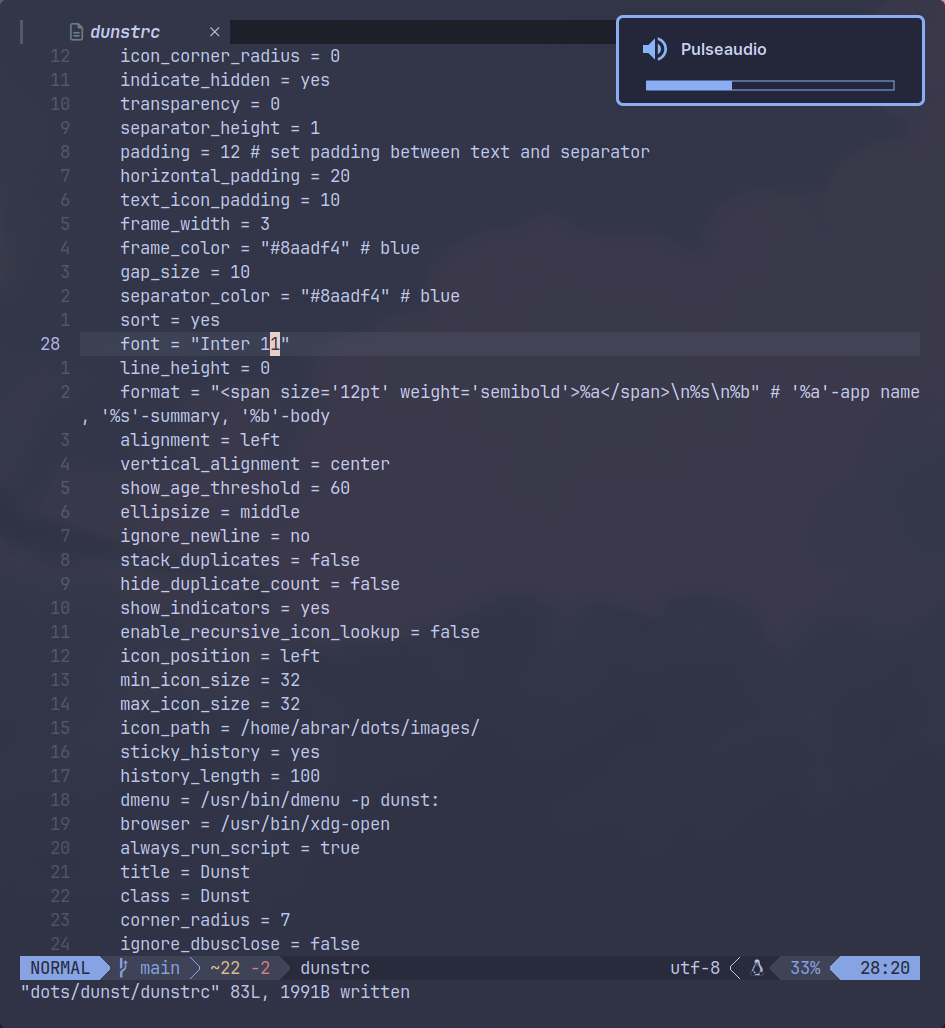 dunstrc ×
Pulseaudio
12 icon_corner_radius = 0
11 indicate_hidden = yes
10 transparency = 0
9 separator_height = 1
8 padding = 12 # set padding between text and separator
7 horizontal_padding = 20
6 text_icon_padding = 10
5 frame_width = 3
4 frame_color = "#8aadf4" # blue
3 gap_size = 10
2 separator_color = "#8aadf4" # blue
1 sort = yes
28 font = "Inter 11"
1 line_height = 0
2 format = "<span size='12pt' weight='semibold'>%a</span>\n%s\n%b" # '%a'-app name
, '%s'-summary, '%b'-body
3 alignment = left
4 vertical_alignment = center
5 show_age_threshold = 60
6 ellipsize = middle
7 ignore_newline = no
8 stack_duplicates = false
9 hide_duplicate_count = false
10 show_indicators = yes
11 enable_recursive_icon_lookup = false
12 icon_position = left
13 min_icon_size = 32
14 max_icon_size = 32
15 icon_path = /home/abrar/dots/images/
16 sticky_history = yes
17 history_length = 100
18 dmenu = /usr/bin/dmenu -p dunst:
19 browser = /usr/bin/xdg-open
20 always_run_script = true
21 title = Dunst
22 class = Dunst
23 corner_radius = 7
24 ignore_dbusclose = false
NORMAL main ~22 -2 dunstrc utf-8 33% 28:20
"dots/dunst/dunstrc" 83L, 1991B written